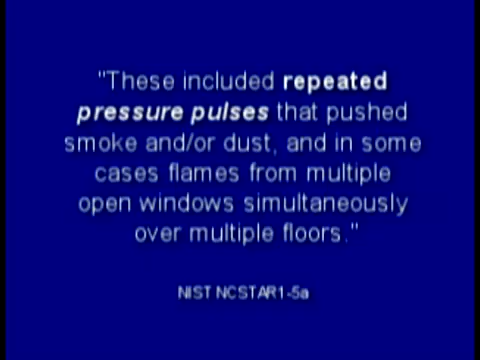 "These included repeated
pressure pulses that pushed
smoke and/or dust, and in some
cases flames from multiple
open windows simultaneously
over multiple floors."
NIST NCSTAR1-5a